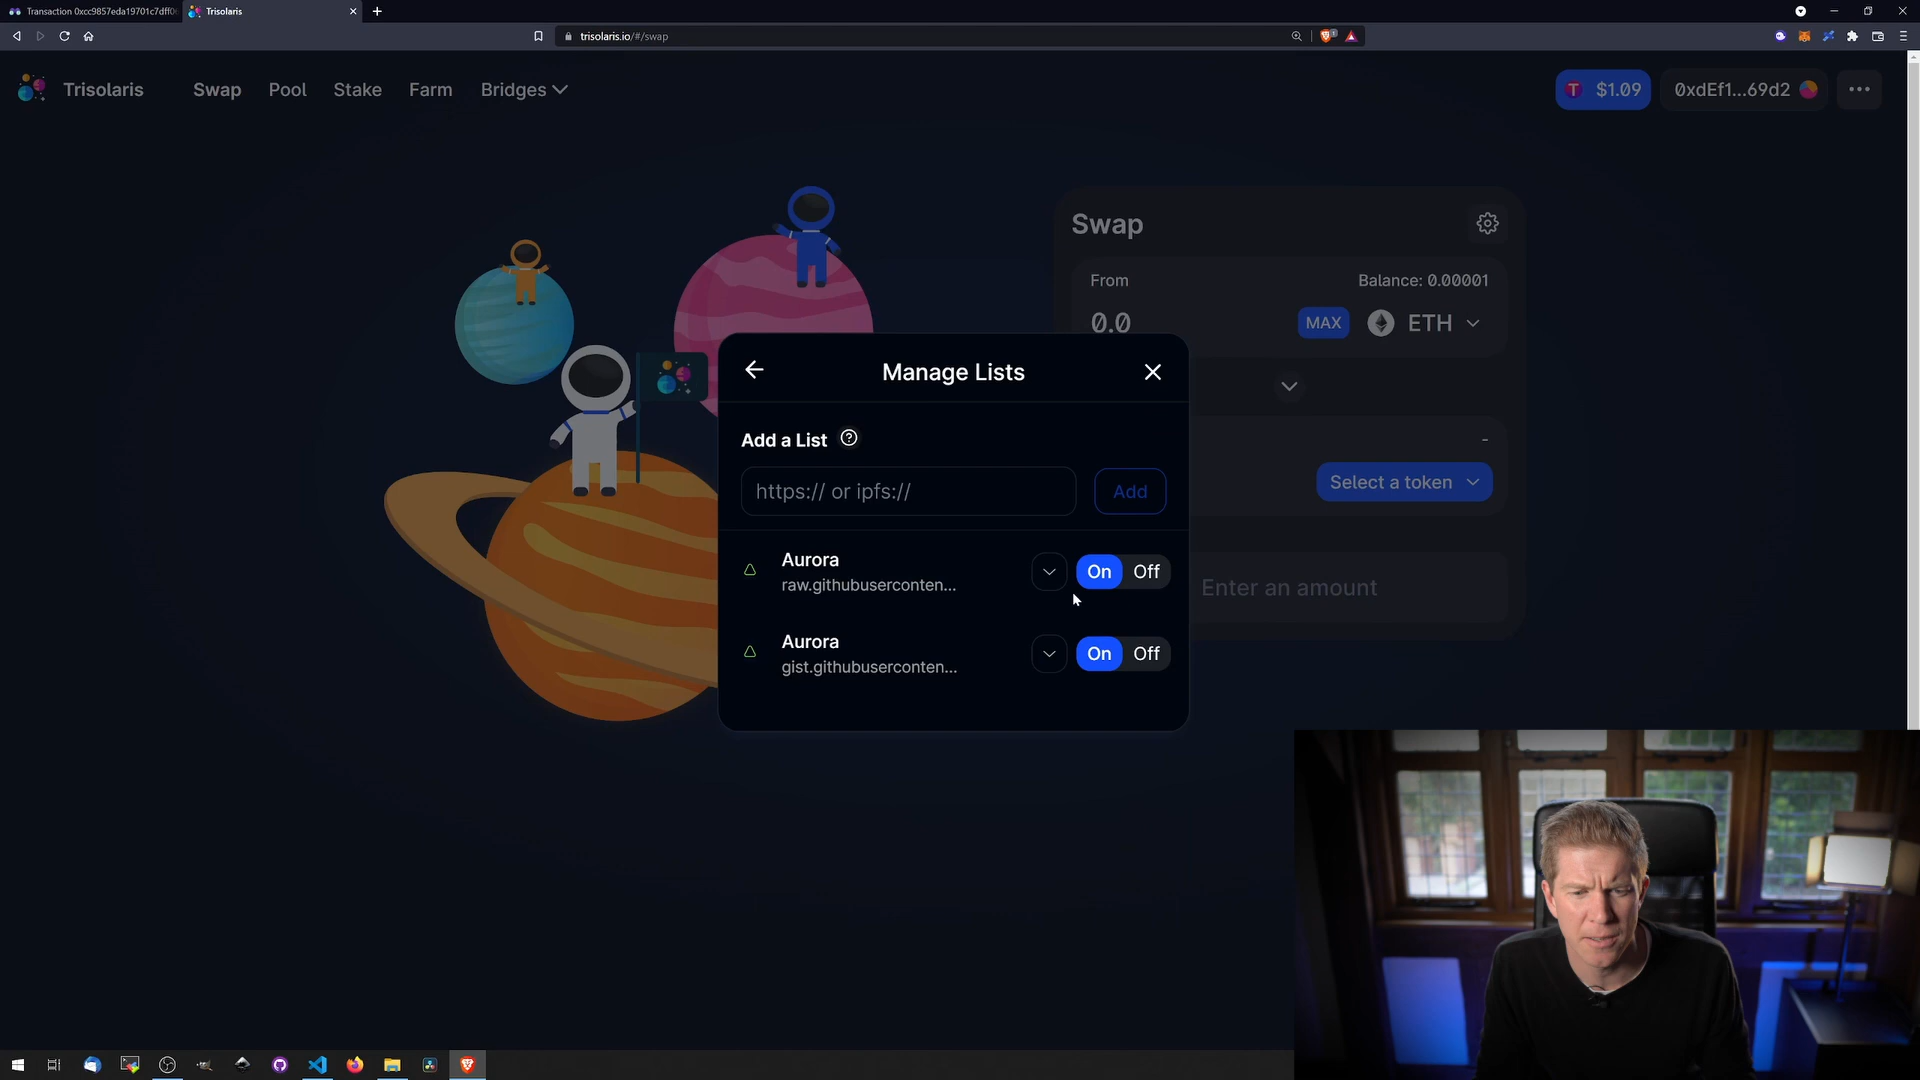 Transaction 0xcc9857eda19701c7dff0
Trisolaris
trisolaris.io/#/swap
Trisolaris
Swap
Pool
Stake
Farm
Bridges
T
$1.09
0xdEf1...69d2
Swap
From
Balance: 0.00001
0.0
MAX
ETH
-
Select a token
Enter an amount
Manage Lists
Add a List
https:// or ipfs://
Add
Aurora
raw.githubuserconten...
On
Off
Aurora
gist.githubuserconten...
On
Off